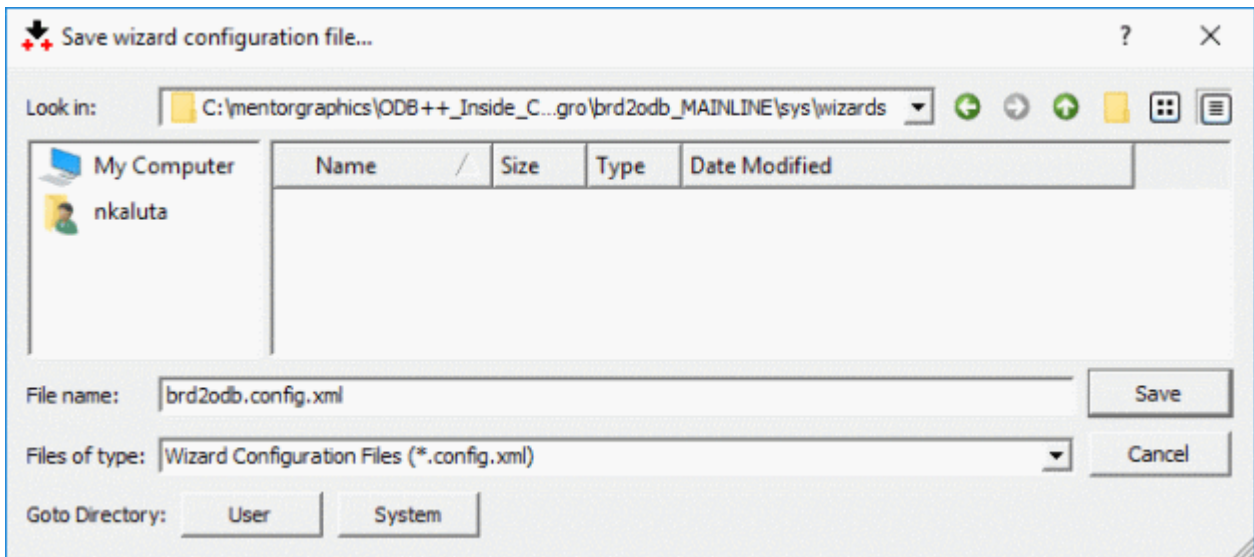 Save wizard configuration file...
?
Look in: C:\mentorgraphics\ODB++_Inside_C...gro\brd2odb_MAINLINE\sys\wizards
My Computer
nkaluta
Name Size Type Date Modified
File name: brd2odb.config.xml Save
Files of type: Wizard Configuration Files (*.config.xml) Cancel
Goto Directory: User System